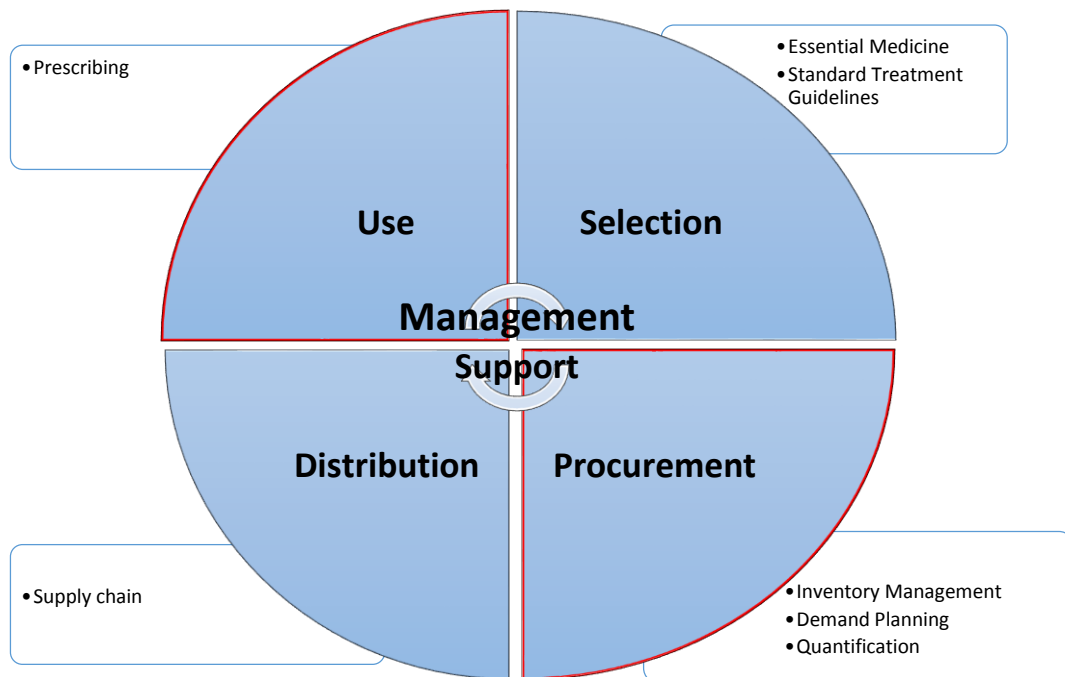 • Prescribing
• Essential Medicine
• Standard Treatment
Guidelines
Use
Selection
Management
Support
Distribution
Procurement
• Supply chain
• Inventory Management
• Demand Planning
• Quantification